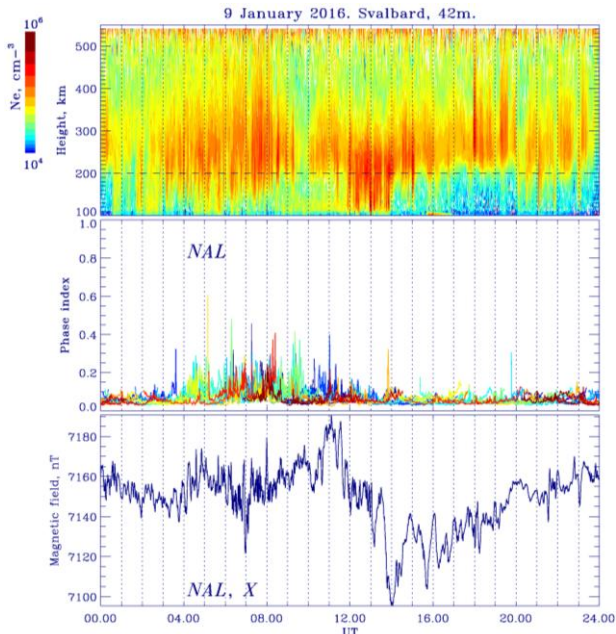 9 January 2016. Svalbard, 42m.
10⁶
Ne, cm−3
10⁴
Height, km
500
400
300
200
100
NAL
Phase index
1.0
0.8
0.6
0.4
0.2
0.0
Magnetic field, nT
7180
7160
7140
7120
7100
NAL, X
00.00 04.00 08.00 12.00 16.00 20.00 24.00
UT